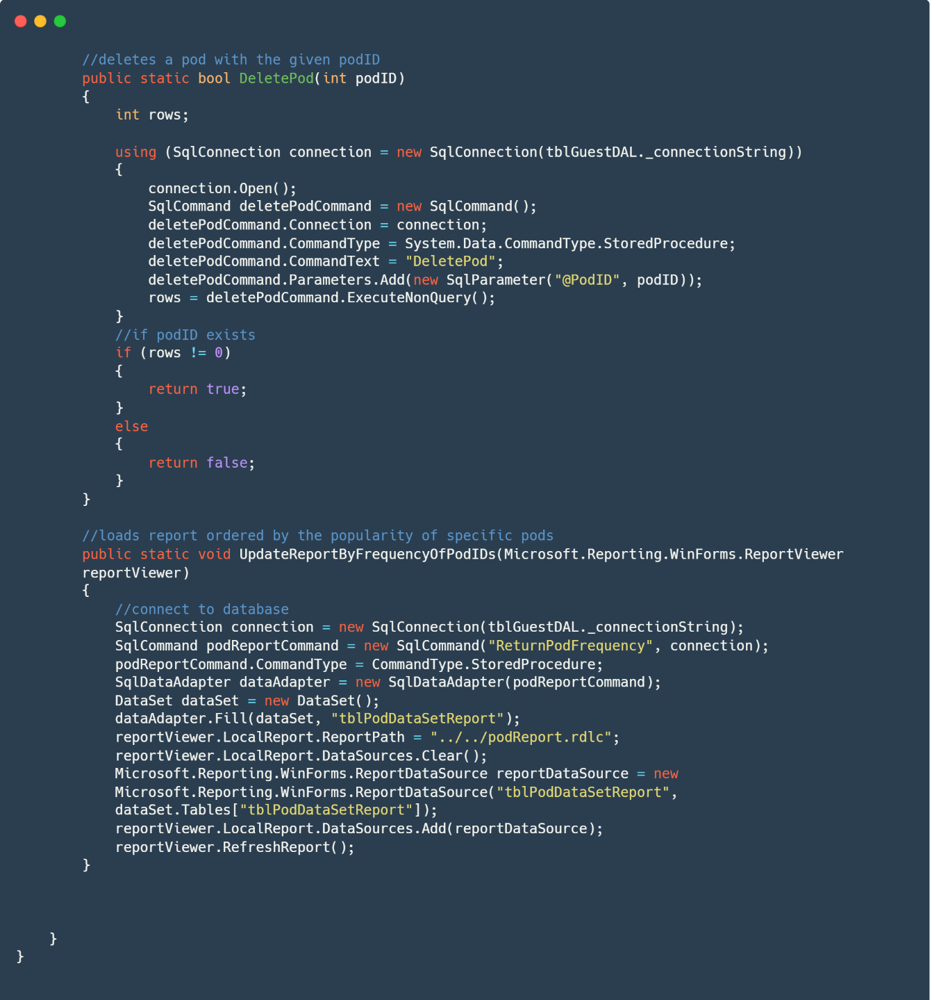 //deletes a pod with the given podID
public static bool DeletePod(int podID)
{
int rows;
using (SqlConnection connection = new SqlConnection(tblGuestDAL._connectionString))
{
connection.Open();
SqlCommand deletePodCommand = new SqlCommand();
deletePodCommand.Connection = connection;
deletePodCommand.CommandType = System.Data.CommandType.StoredProcedure;
deletePodCommand.CommandText = "DeletePod";
deletePodCommand.Parameters.Add(new SqlParameter("@PodID", podID));
rows = deletePodCommand.ExecuteNonQuery();
}
//if podID exists
if (rows != 0)
{
return true;
}
else
{
return false;
}
}
//loads report ordered by the popularity of specific pods
public static void UpdateReportByFrequencyOfPodIDs(Microsoft.Reporting.WinForms.ReportViewer
reportViewer)
{
//connect to database
SqlConnection connection = new SqlConnection(tblGuestDAL._connectionString);
SqlCommand podReportCommand = new SqlCommand("ReturnPodFrequency", connection);
podReportCommand.CommandType = CommandType.StoredProcedure;
SqlDataAdapter dataAdapter = new SqlDataAdapter(podReportCommand);
DataSet dataSet = new DataSet();
dataAdapter.Fill(dataSet, "tblPodDataSetReport");
reportViewer.LocalReport.ReportPath = "../../podReport.rdlc";
reportViewer.LocalReport.DataSources.Clear();
Microsoft.Reporting.WinForms.ReportDataSource reportDataSource = new
Microsoft.Reporting.WinForms.ReportDataSource("tblPodDataSetReport",
dataSet.Tables["tblPodDataSetReport"]);
reportViewer.LocalReport.DataSources.Add(reportDataSource);
reportViewer.RefreshReport();
}
}
}